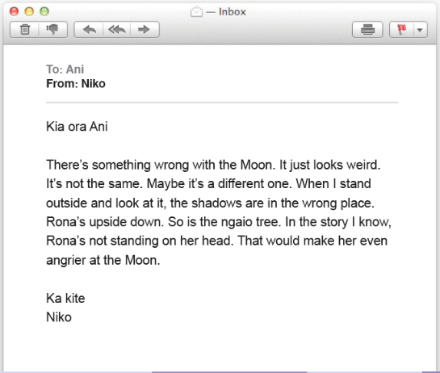 — Inbox
To: Ani
From: Niko
Kia ora Ani
There's something wrong with the Moon. It just looks weird.
It's not the same. Maybe it's a different one. When I stand
outside and look at it, the shadows are in the wrong place.
Rona's upside down. So is the ngaio tree. In the story I know,
Rona's not standing on her head. That would make her even
angrier at the Moon.
Ka kite
Niko